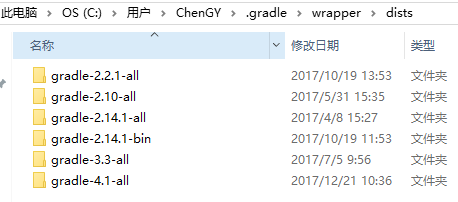 此电脑 > OS (C:) > 用户 > ChenGY > .gradle > wrapper > dists
名称 修改日期 类型
gradle-2.2.1-all 2017/10/19 13:53 文件夹
gradle-2.10-all 2017/5/31 15:35 文件夹
gradle-2.14.1-all 2017/4/8 15:27 文件夹
gradle-2.14.1-bin 2017/10/19 11:53 文件夹
gradle-3.3-all 2017/7/5 9:56 文件夹
gradle-4.1-all 2017/12/21 10:36 文件夹